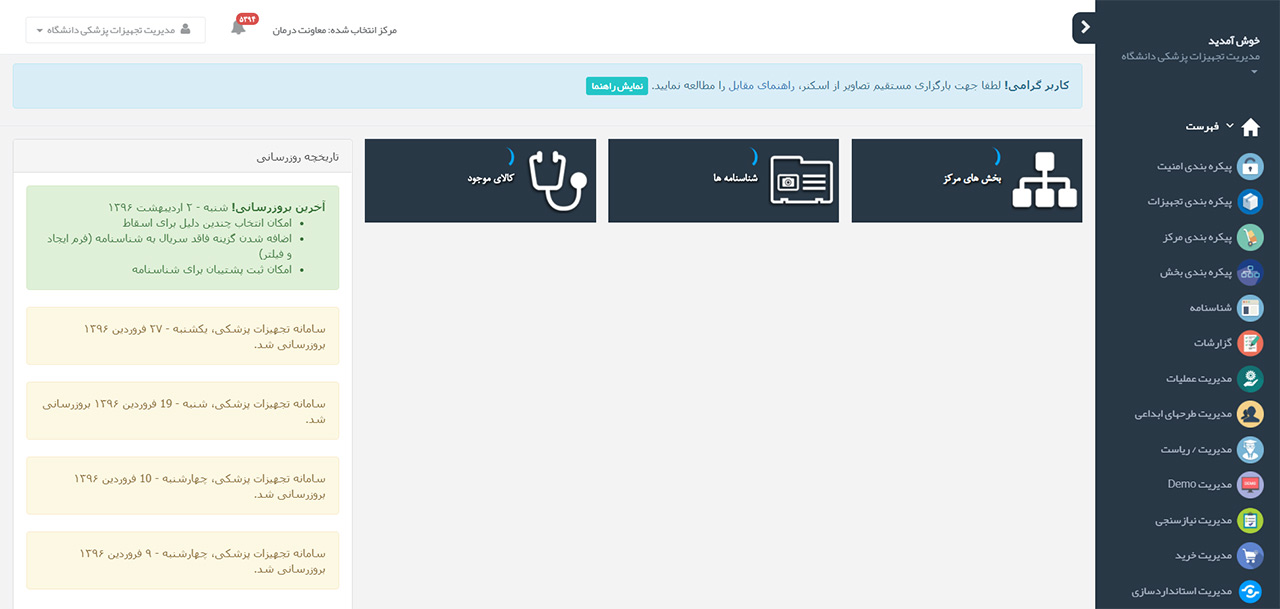 خوش آمدید
مدیریت تجهیزات پزشکی دانشگاه
فهرست
پیکره بندی امنیت
پیکره بندی تجهیزات
پیکره بندی مرکز
پیکره بندی بخش
شناسنامه
گزارشات
مدیریت عملیات
مدیریت طرحهای ابداعی
مدیریت / ریاست
مدیریت Demo
مدیریت نیازسنجی
مدیریت خرید
مدیریت استانداردسازی
مرکز انتخاب شده: معاونت درمان
۵۳۹۴
مدیریت تجهیزات پزشکی دانشگاه
کاربر گرامی! لطفا جهت بارگزاری مستقیم تصاویر از اسکنر، راهنمای مقابل را مطالعه نمایید. نمایش راهنما
بخش های مرکز
شناسنامه ها
کالای موجود
تاریخچه روزرسانی
آخرین بروزرسانی! شنبه - ۲ اردیبهشت ۱۳۹۶
• امکان انتخاب چندین دلیل برای اسقاط
• اضافه شدن گزینه فاقد سریال به شناسنامه (فرم ایجاد
و فیلتر)
• امکان ثبت پشتیبان برای شناسنامه
سامانه تجهیزات پزشکی، یکشنبه - ۲۷ فروردین ۱۳۹۶
بروزرسانی شد.
سامانه تجهیزات پزشکی، شنبه - 19 فروردین ۱۳۹۶ بروزرسانی
شد.
سامانه تجهیزات پزشکی، چهارشنبه - 10 فروردین ۱۳۹۶
بروزرسانی شد.
سامانه تجهیزات پزشکی، چهارشنبه - ۹ فروردین ۱۳۹۶
بروزرسانی شد.